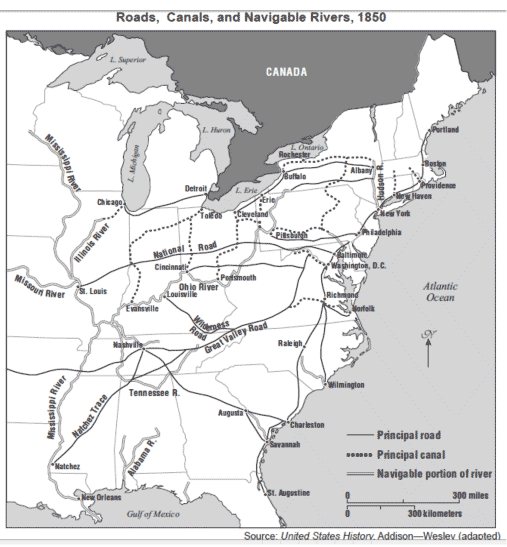 Roads, Canals, and Navigable Rivers, 1850
L. Superior
CANADA
L. Huron
L. Michigan
L. Ontario
Rochester
Portland
Mississippi River
Boston
Buffalo
Albany
Hudson R.
Providence
New Haven
Detroit
L. Erie
Erie
Chicago
Toledo
Cleveland
New York
Illinois River
Pittsburgh
Philadelphia
National Road
Baltimore
Washington, D.C.
Cincinnati
Portsmouth
Missouri River
St. Louis
Ohio River
Louisville
Evansville
Richmond
Norfolk
Atlantic
Ocean
N
Wilderness
Road
Great Valley Road
Nashville
Raleigh
Tennessee R.
Wilmington
Mississippi River
Natchez Trace
Augusta
Charleston
Savannah
Alabama R.
Natchez
New Orleans
St. Augustine
Gulf of Mexico
Principal road
Principal canal
Navigable portion of river
0 300 miles
0 300 kilometers
Source: United States History, Addison—Wesley (adapted)